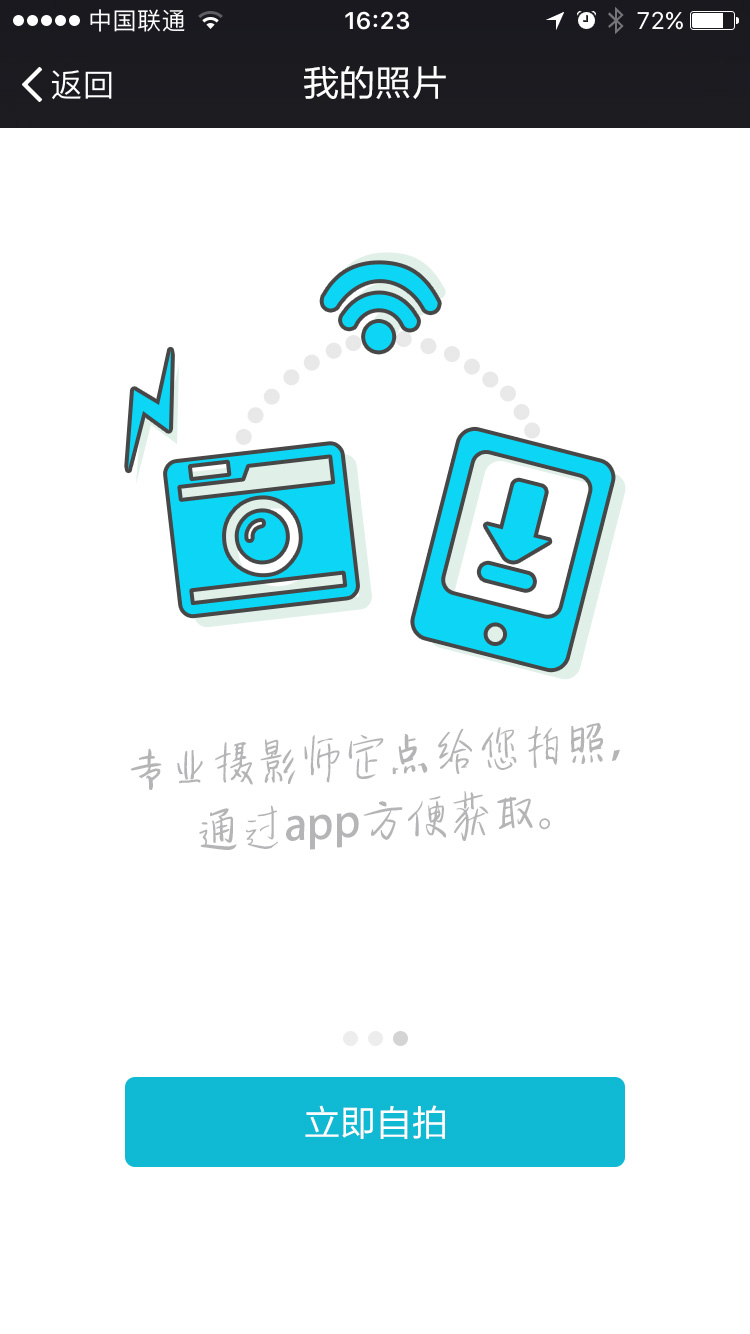 中国联通 16:23 72%
返回 我的照片
专业摄影师定点给您拍照,
通过app方便获取。
立即自拍